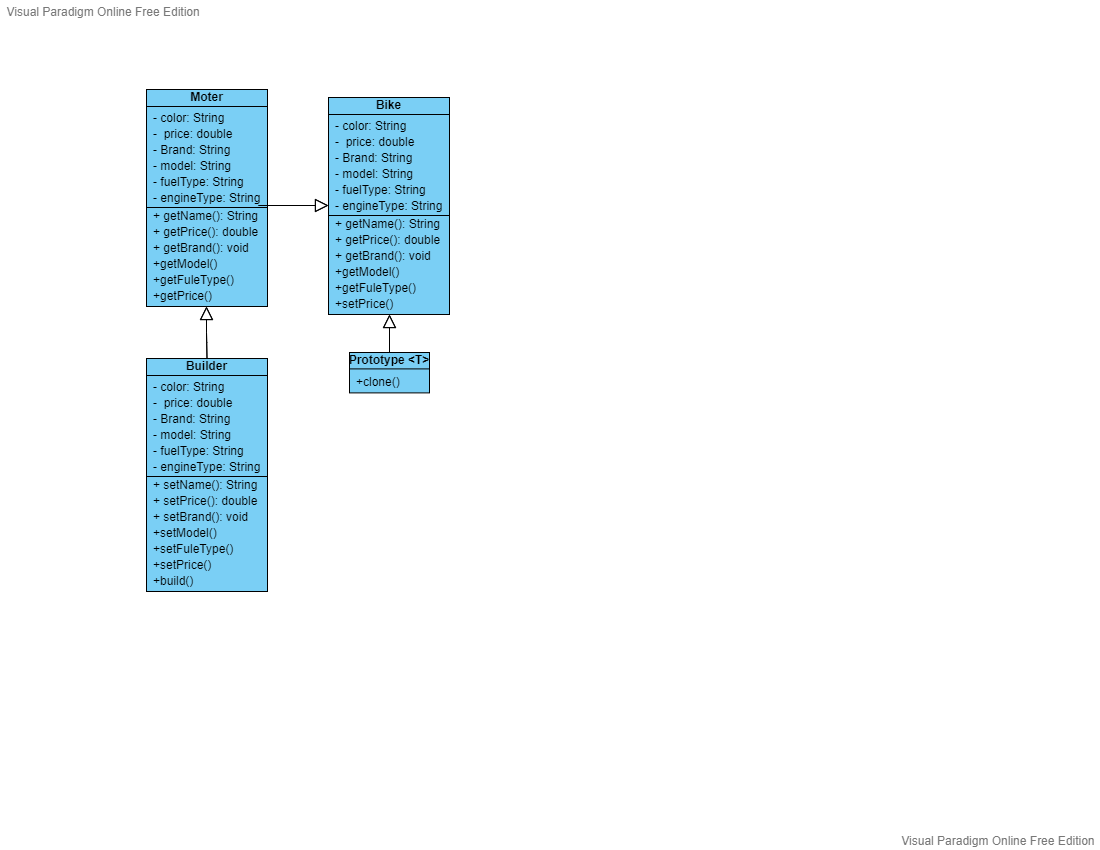 Visual Paradigm Online Free Edition
Moter
- color: String
-  price: double
- Brand: String
- model: String
- fuelType: String
- engineType: String
+ getName(): String
+ getPrice(): double
+ getBrand(): void
+getModel()
+getFuleType()
+getPrice()
Bike
- color: String
-  price: double
- Brand: String
- model: String
- fuelType: String
- engineType: String
+ getName(): String
+ getPrice(): double
+ getBrand(): void
+getModel()
+getFuleType()
+setPrice()
Builder
- color: String
-  price: double
- Brand: String
- model: String
- fuelType: String
- engineType: String
+ setName(): String
+ setPrice(): double
+ setBrand(): void
+setModel()
+setFuleType()
+setPrice()
+build()
Prototype <T>
+clone()
Visual Paradigm Online Free Edition